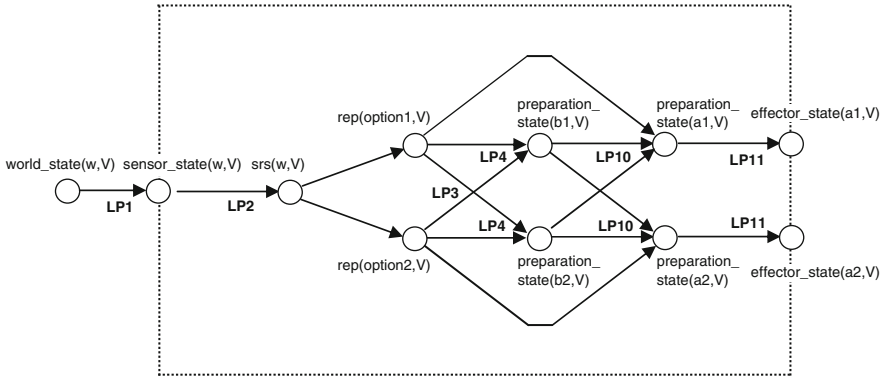 preparation_
state(b1,V)
preparation_
state(a1,V)
effector_state(a1,V)
rep(option1,V)
LP4
LP10
LP11
world_state(w,V)
sensor_state(w,V)
srs(w,V)
LP1
LP2
LP3
LP4
LP10
LP11
rep(option2,V)
preparation_
state(b2,V)
preparation_
state(a2,V)
effector_state(a2,V)